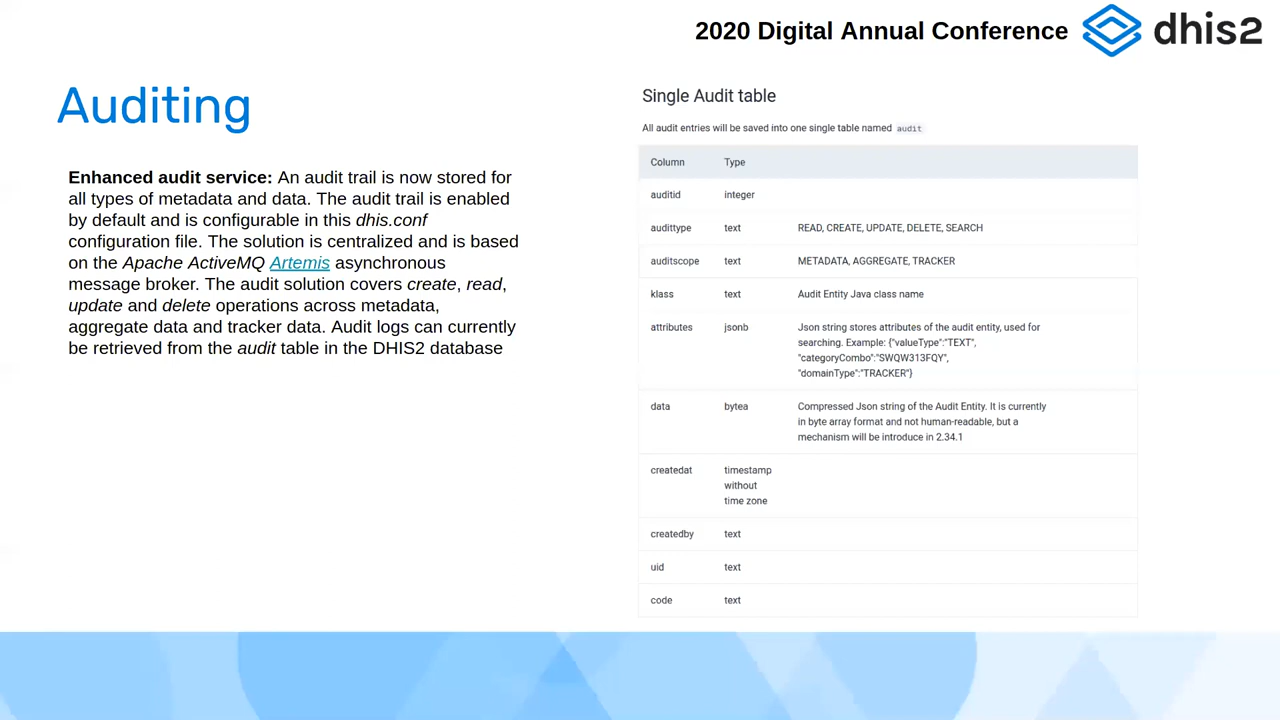 2020 Digital Annual Conference
dhis2
Auditing
Enhanced audit service: An audit trail is now stored for
all types of metadata and data. The audit trail is enabled
by default and is configurable in this dhis.conf
configuration file. The solution is centralized and is based
on the Apache ActiveMQ Artemis asynchronous
message broker. The audit solution covers create, read,
update and delete operations across metadata,
aggregate data and tracker data. Audit logs can currently
be retrieved from the audit table in the DHIS2 database
Single Audit table
All audit entries will be saved into one single table named audit
Column Type
auditid integer
audittype text READ, CREATE, UPDATE, DELETE, SEARCH
auditscope text METADATA, AGGREGATE, TRACKER
klass text Audit Entity Java class name
attributes jsonb Json string stores attributes of the audit entity, used for
searching. Example: {"valueType":"TEXT",
"categoryCombo":"SWQW313FQY",
"domainType":"TRACKER"}
data bytea Compressed Json string of the Audit Entity. It is currently
in byte array format and not human-readable, but a
mechanism will be introduce in 2.34.1
createdat timestamp
without
time zone
createdby text
uid text
code text